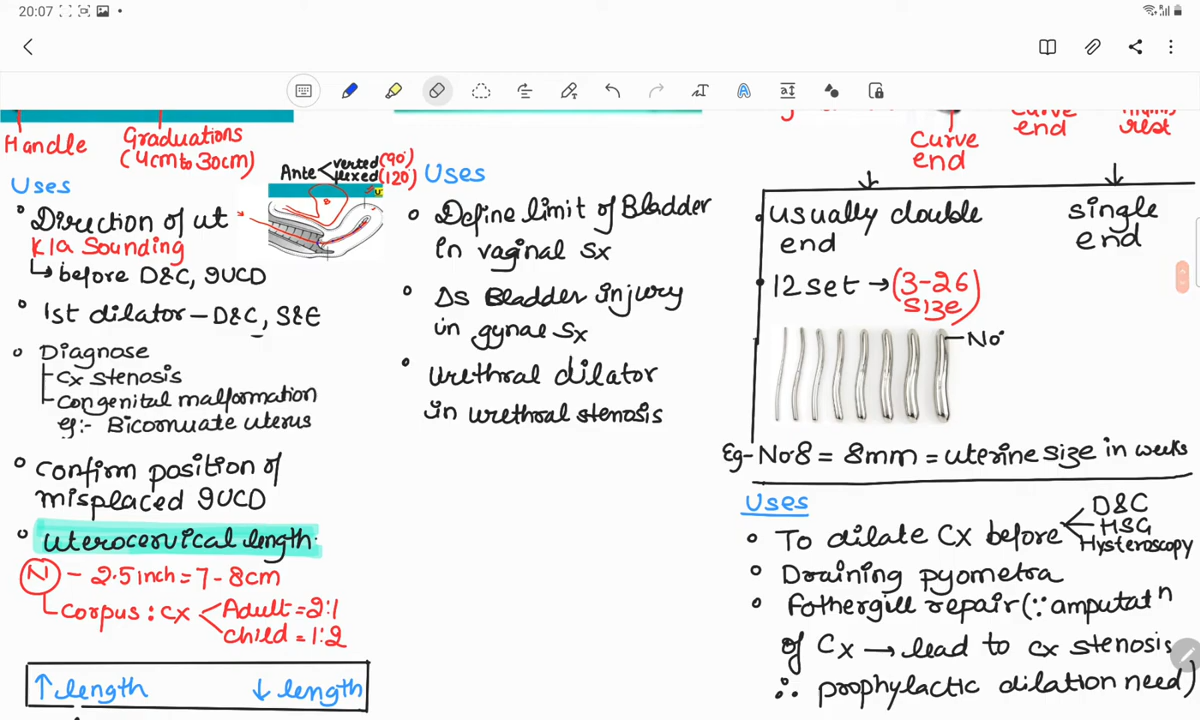 20:07
Handle
Graduations
(4cm to 30cm)
Uses
Direction of ut
K/a Sounding
↳ before D&C, IUCD
1st dilator – D&C, S&E
Diagnose
Cx stenosis
Congenital malformation
eg:- Bicornuate uterus
Confirm position of
misplaced IUCD
Uterocervical length.
(N) – 2.5 inch = 7 - 8cm
Corpus : Cx < Adult = 2:1
child = 1:2
↑ length ↓ length
Ante < verted (90°)
flexed (120°)
B
Uses
Define limit of Bladder
in vaginal Sx
Δs Bladder injury
in gynae Sx
Urethral dilator
in urethral stenosis
Curve
end
Curve
end
rest
usually double
end
single
end
12 set → (3-26
size)
No
Eg- No.8 = 8mm = uterine size in weeks
Uses
To dilate Cx before < D&C
HSG
Hysteroscopy
Draining pyometra
Fothergill repair (∵ amputatⁿ
of Cx → lead to cx stenosis
∴ prophylactic dilation need)